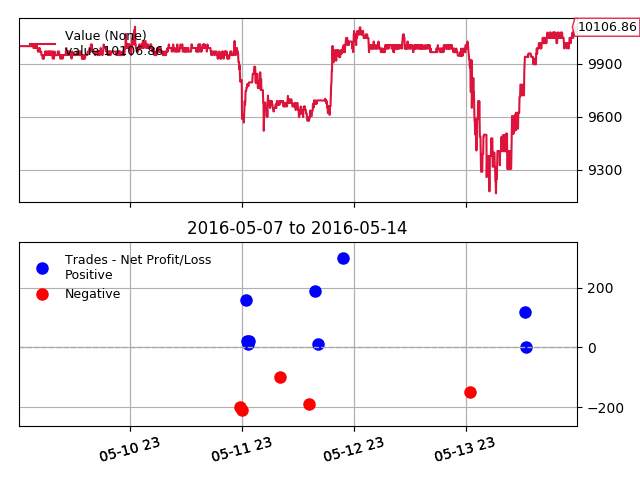 Value (None)
value 10106.86
10106.86
9900
9600
9300
2016-05-07 to 2016-05-14
Trades - Net Profit/Loss
Positive
Negative
200
0
−200
05-10 23
05-11 23
05-12 23
05-13 23